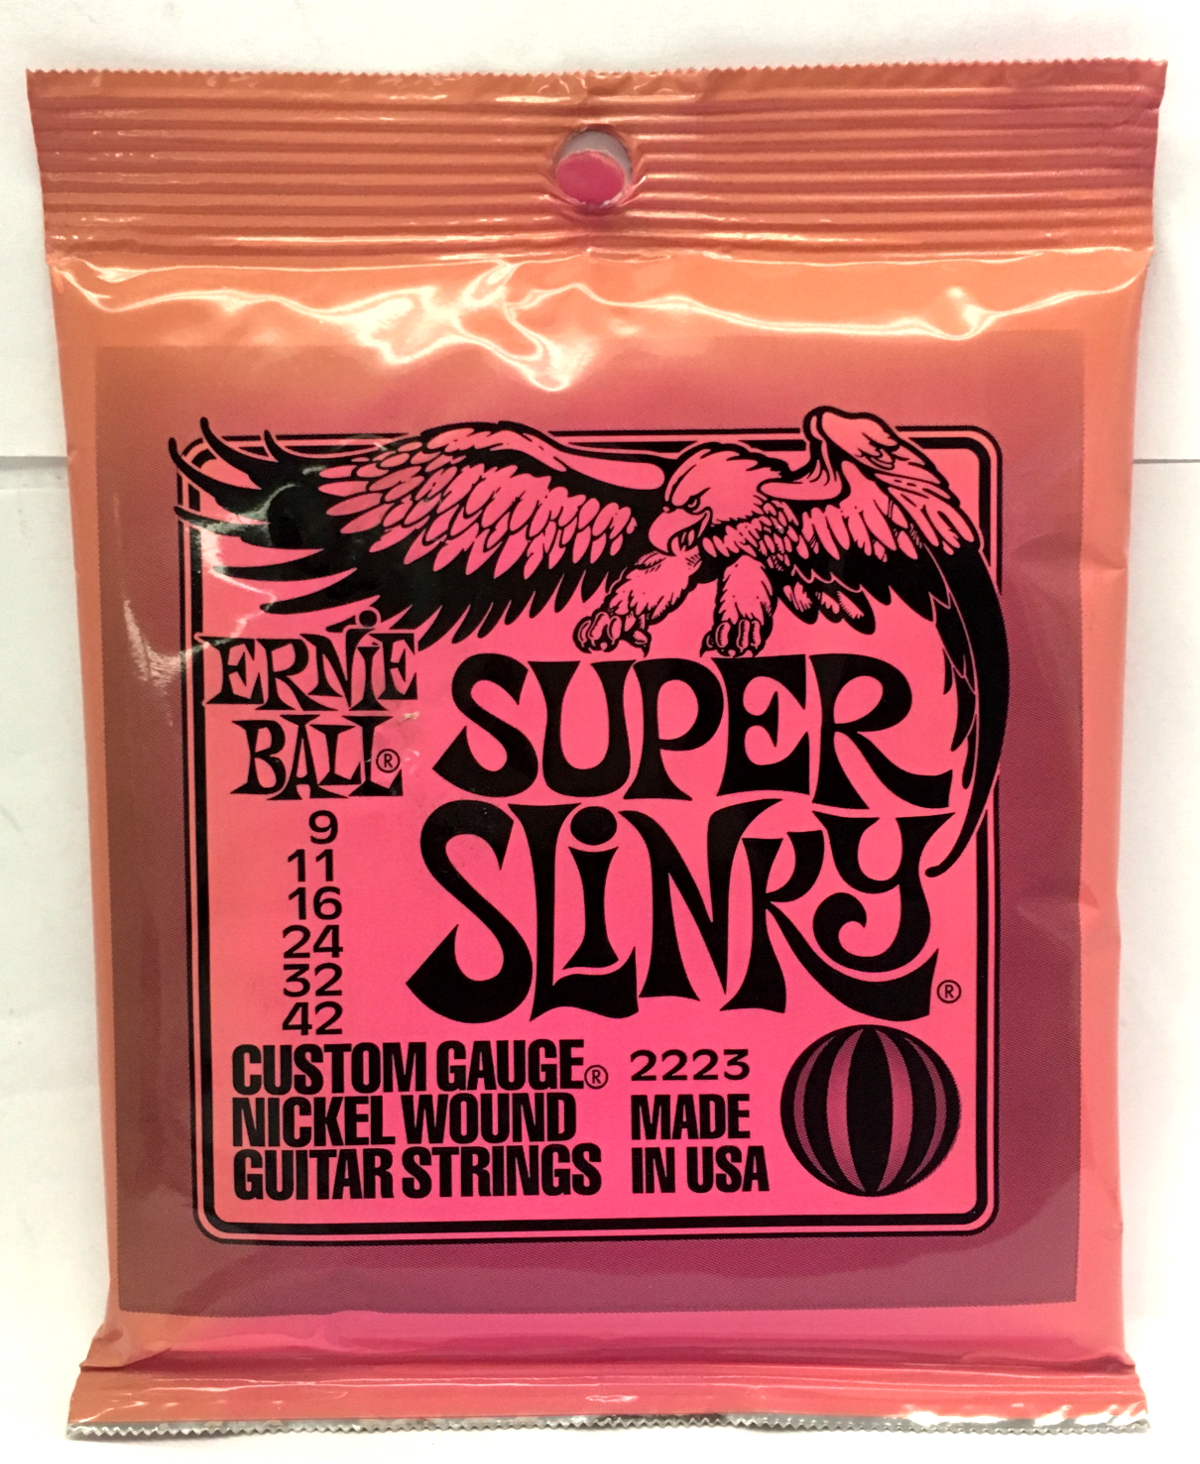 ERNiE
BALL®
SUPER
SLiNKY®
9
11
16
24
32
42
CUSTOM GAUGE®
NICKEL WOUND
GUITAR STRINGS
2223
MADE
IN USA